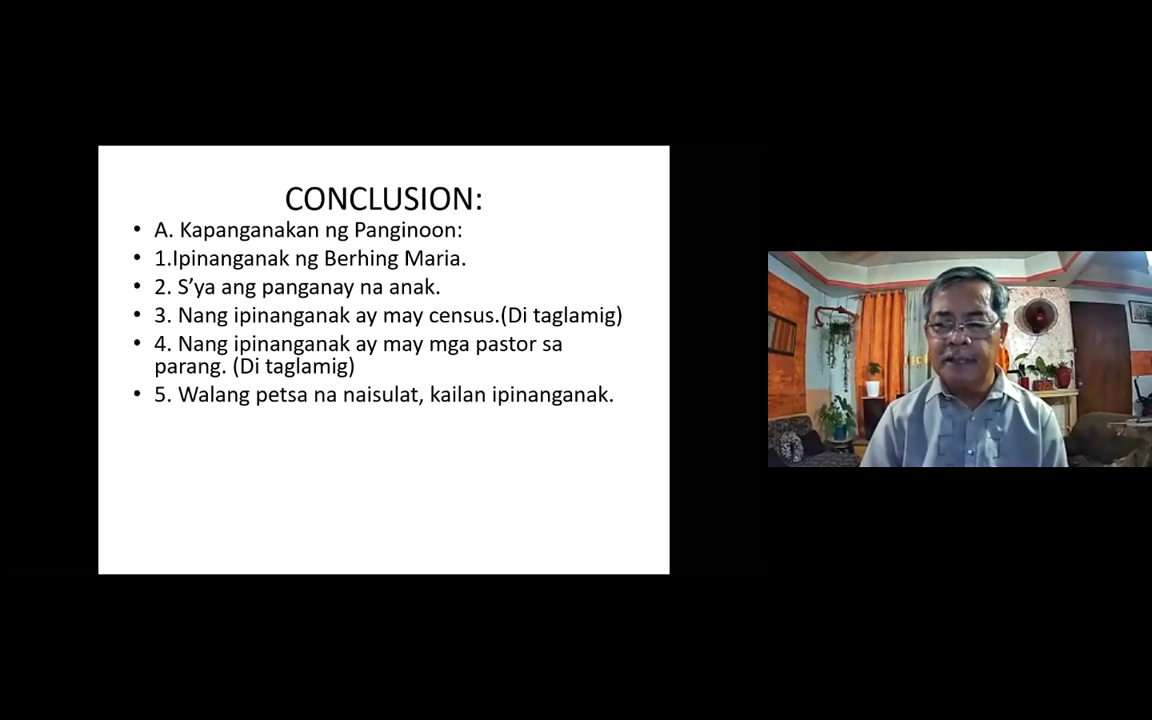 CONCLUSION:
• A. Kapanganakan ng Panginoon:
• 1.Ipinanganak ng Berhing Maria.
• 2. S’ya ang panganay na anak.
• 3. Nang ipinanganak ay may census.(Di taglamig)
• 4. Nang ipinanganak ay may mga pastor sa
parang. (Di taglamig)
• 5. Walang petsa na naisulat, kailan ipinanganak.